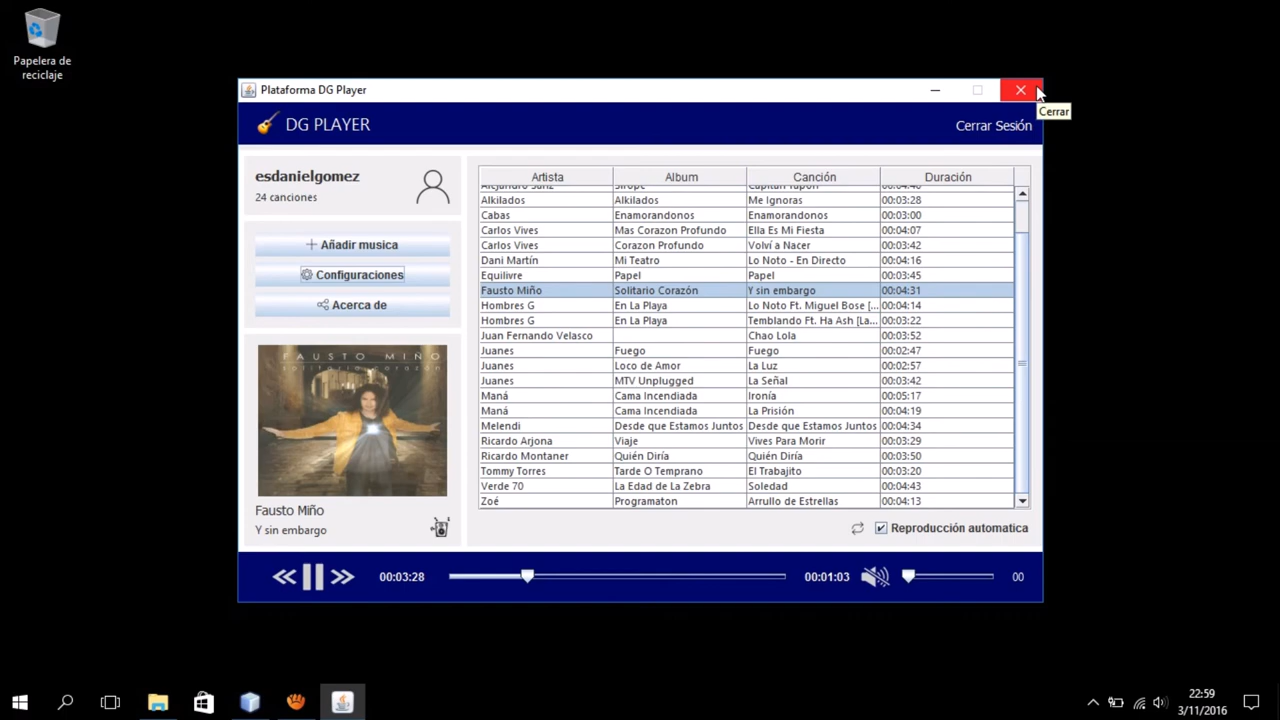 Papelera de
reciclaje
Plataforma DG Player
Cerrar
DG PLAYER
Cerrar Sesión
esdanielgomez
24 canciones
Añadir musica
Configuraciones
Acerca de
FAUSTO MIÑO
solitario corazón
Fausto Miño
Y sin embargo
Artista Album Canción Duración
Alejandro Sanz Sirope Capitán Tapón 00:04:40
Alkilados Alkilados Me Ignoras 00:03:28
Cabas Enamorandonos Enamorandonos 00:03:00
Carlos Vives Mas Corazon Profundo Ella Es Mi Fiesta 00:04:07
Carlos Vives Corazon Profundo Volví a Nacer 00:03:42
Dani Martín Mi Teatro Lo Noto - En Directo 00:04:16
Equilivre Papel Papel 00:03:45
Fausto Miño Solitario Corazón Y sin embargo 00:04:31
Hombres G En La Playa Lo Noto Ft. Miguel Bose [... 00:04:14
Hombres G En La Playa Temblando Ft. Ha Ash [La... 00:03:22
Juan Fernando Velasco Chao Lola 00:03:52
Juanes Fuego Fuego 00:02:47
Juanes Loco de Amor La Luz 00:02:57
Juanes MTV Unplugged La Señal 00:03:42
Maná Cama Incendiada Ironía 00:05:17
Maná Cama Incendiada La Prisión 00:04:19
Melendi Desde que Estamos Juntos Desde que Estamos Juntos 00:04:34
Ricardo Arjona Viaje Vives Para Morir 00:03:29
Ricardo Montaner Quién Diría Quién Diría 00:03:50
Tommy Torres Tarde O Temprano El Trabajito 00:03:20
Verde 70 La Edad de La Zebra Soledad 00:04:43
Zoé Programaton Arrullo de Estrellas 00:04:13
Reproducción automatica
00:03:28 00:01:03 00
22:59
3/11/2016